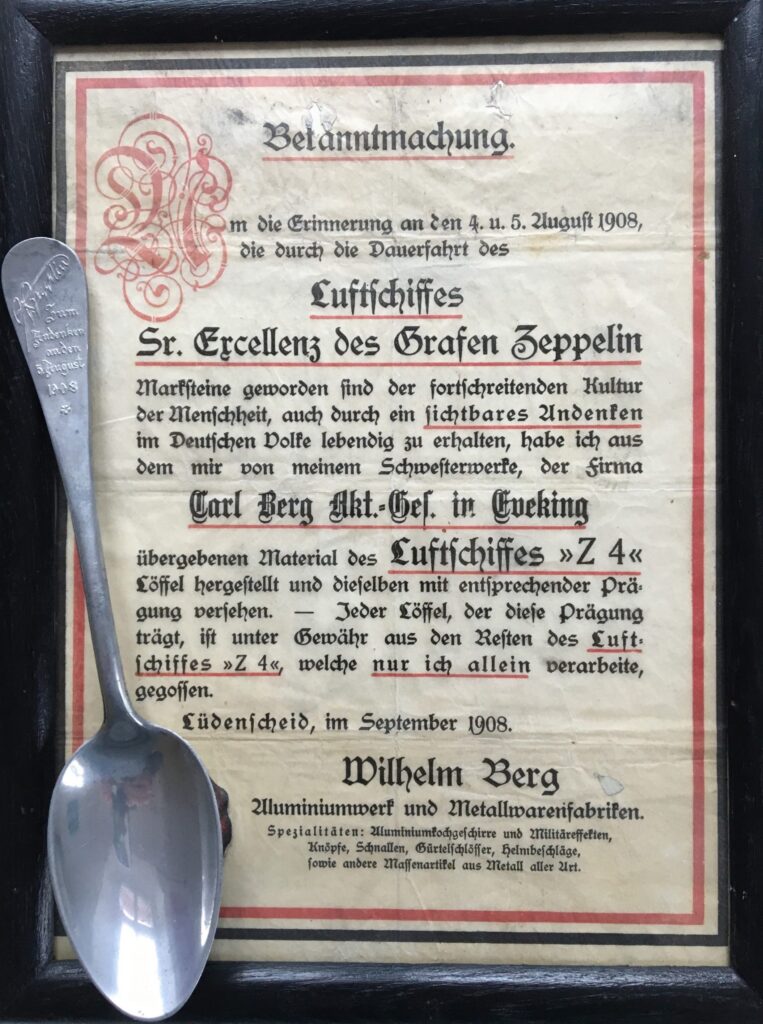 Bekanntmachung.
Um die Erinnerung an den 4. u. 5. August 1908,
die durch die Dauerfahrt des
Luftschiffes
Sr. Excellenz des Grafen Zeppelin
Marksteine geworden sind der fortschreitenden Kultur
der Menschheit, auch durch ein sichtbares Andenken
im Deutschen Volke lebendig zu erhalten, habe ich aus
dem mir von meinem Schwesterwerke, der Firma
Carl Berg Akt.-Ges. in Eveking
übergebenen Material des Luftschiffes »Z 4«
Löffel hergestellt und dieselben mit entsprechender Prä-
gung versehen. — Jeder Löffel, der diese Prägung
trägt, ist unter Gewähr aus den Resten des Luft-
schiffes »Z 4«, welche nur ich allein verarbeite,
gegossen.
Lüdenscheid, im September 1908.
Wilhelm Berg
Aluminiumwerk und Metallwarenfabriken.
Spezialitäten: Aluminiumkochgeschirre und Militäreffekten,
Knöpfe, Schnallen, Gürtelschlösser, Helmbeschläge,
sowie andere Massenartikel aus Metall aller Art.
Zum
Andenken
an den
5. August
1908